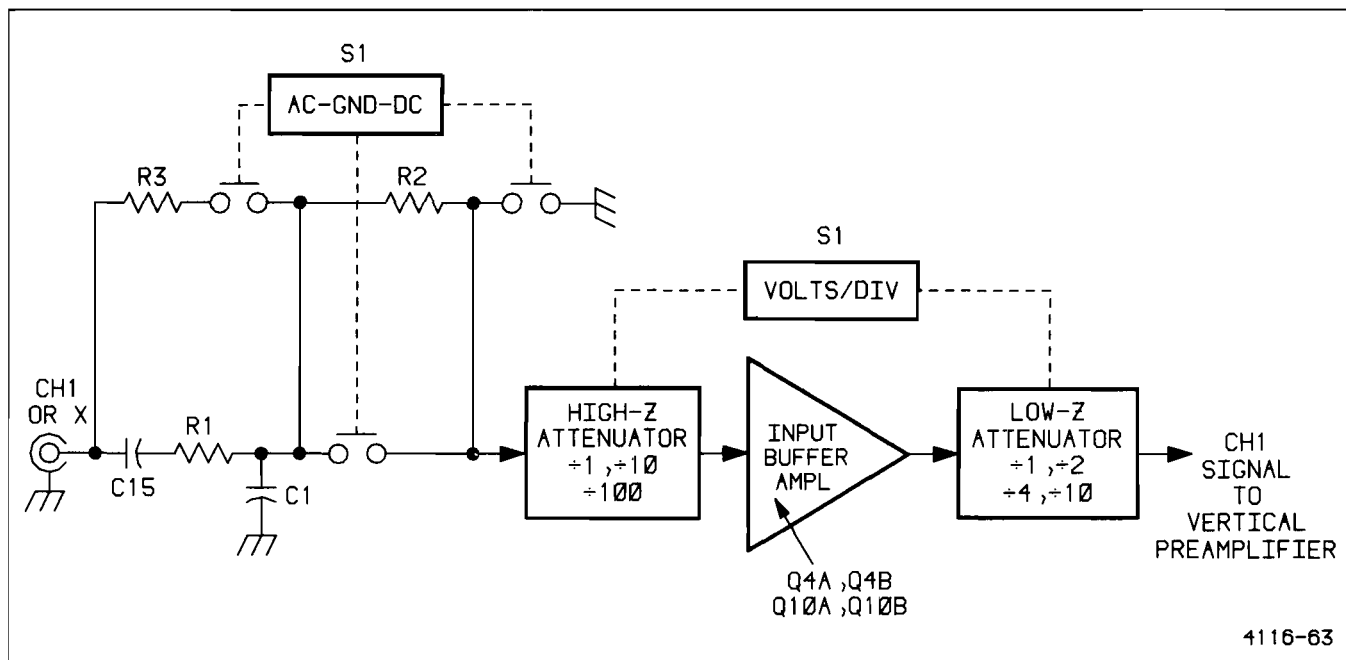 S1
AC-GND-DC
R3
R2
S1
VOLTS/DIV
CH1
OR X
R1
C15
C1
HIGH-Z
ATTENUATOR
÷1,÷10
÷100
INPUT
BUFFER
AMPL
Q4A,Q4B
Q10A,Q10B
LOW-Z
ATTENUATOR
÷1,÷2
÷4,÷10
CH1
SIGNAL
TO
VERTICAL
PREAMPLIFIER
4116-63